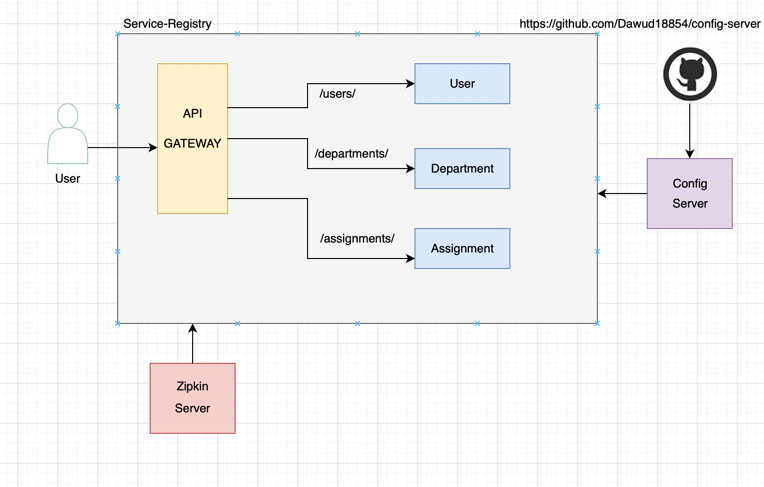 Service-Registry
https://github.com/Dawud18854/config-server
API
GATEWAY
/users/
User
/departments/
Department
/assignments/
Assignment
User
Config
Server
Zipkin
Server